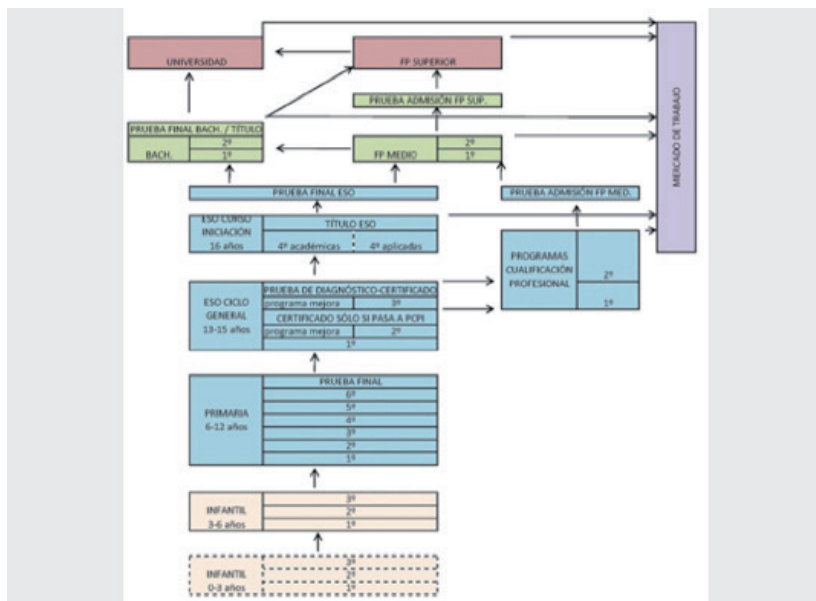 UNIVERSIDAD
FP SUPERIOR
PRUEBA ADMISIÓN FP SUP.
PRUEBA FINAL BACH. / TÍTULO
BACH.
2º
1º
FP MEDIO
2º
1º
MERCADO DE TRABAJO
PRUEBA FINAL ESO
PRUEBA ADMISIÓN FP MED.
ESO CURSO
INICIACIÓN
16 años
TÍTULO ESO
4º académicas
4º aplicadas
PROGRAMAS
CUALIFICACIÓN
PROFESIONAL
2º
1º
ESO CICLO
GENERAL
13-15 años
PRUEBA DE DIAGNÓSTICO-CERTIFICADO
programa mejora
3º
CERTIFICADO SÓLO SI PASA A PCPI
programa mejora
2º
1º
PRIMARIA
6-12 años
PRUEBA FINAL
6º
5º
4º
3º
2º
1º
INFANTIL
3-6 años
3º
2º
1º
INFANTIL
0-3 años
3º
2º
1º